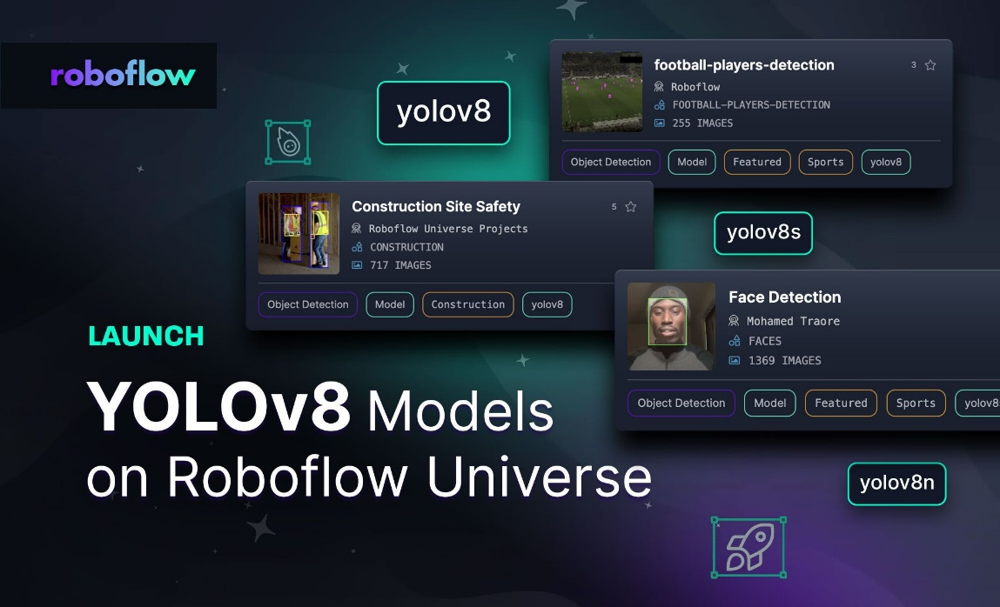 roboflow
yolov8
football-players-detection
3
Roboflow
FOOTBALL-PLAYERS-DETECTION
255 IMAGES
Object Detection Model Featured Sports yolov8
Construction Site Safety
5
Roboflow Universe Projects
CONSTRUCTION
717 IMAGES
Object Detection Model Construction yolov8
yolov8s
Face Detection
Mohamed Traore
FACES
1369 IMAGES
Object Detection Model Featured Sports yolov8s
LAUNCH
YOLOv8 Models
on Roboflow Universe
yolov8n